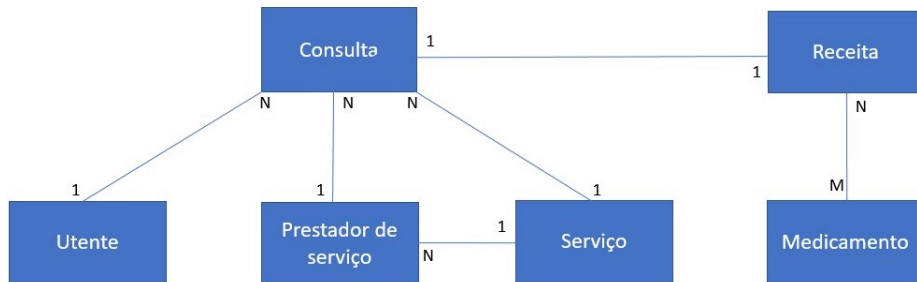 Consulta
1
1
Receita
N
N
N
N
1
1
1
M
Utente
Prestador de
serviço
1
N
Serviço
Medicamento